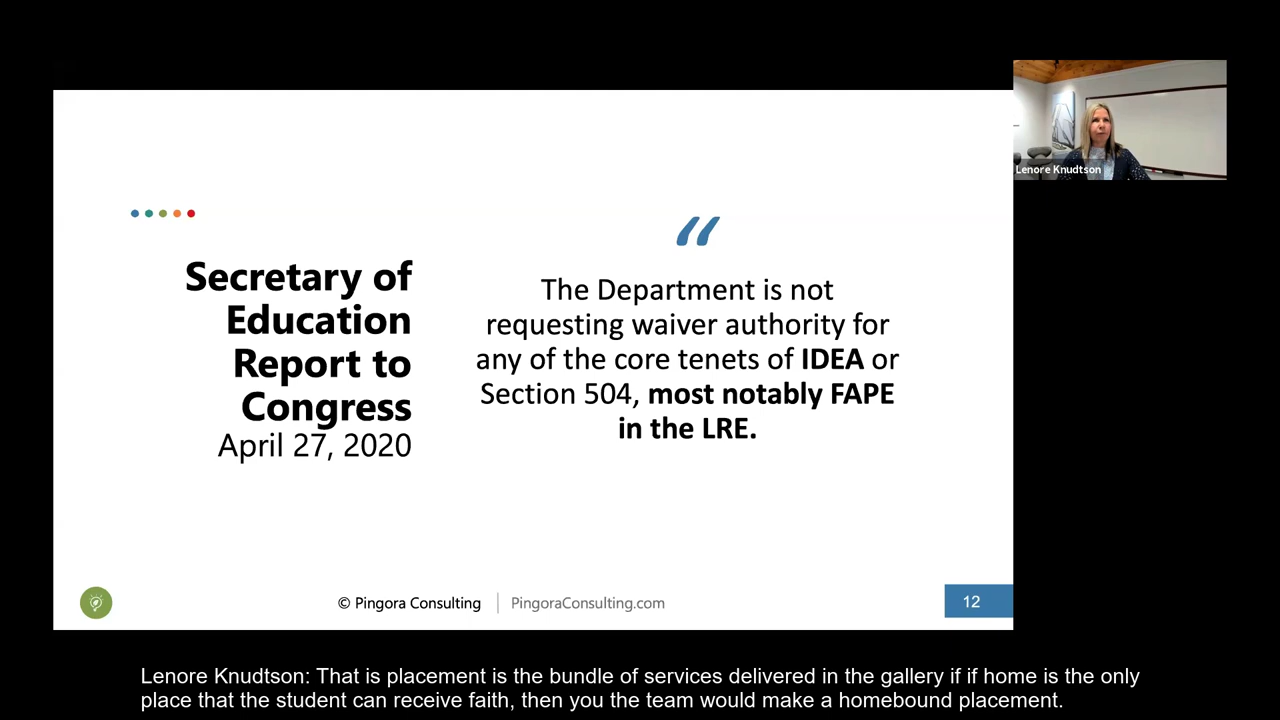 Lenore Knudtson
Secretary of
Education
Report to
Congress
April 27, 2020
“
The Department is not
requesting waiver authority for
any of the core tenets of IDEA or
Section 504, most notably FAPE
in the LRE.
© Pingora Consulting | PingoraConsulting.com
12
Lenore Knudtson: That is placement is the bundle of services delivered in the gallery if if home is the only
place that the student can receive faith, then you the team would make a homebound placement.